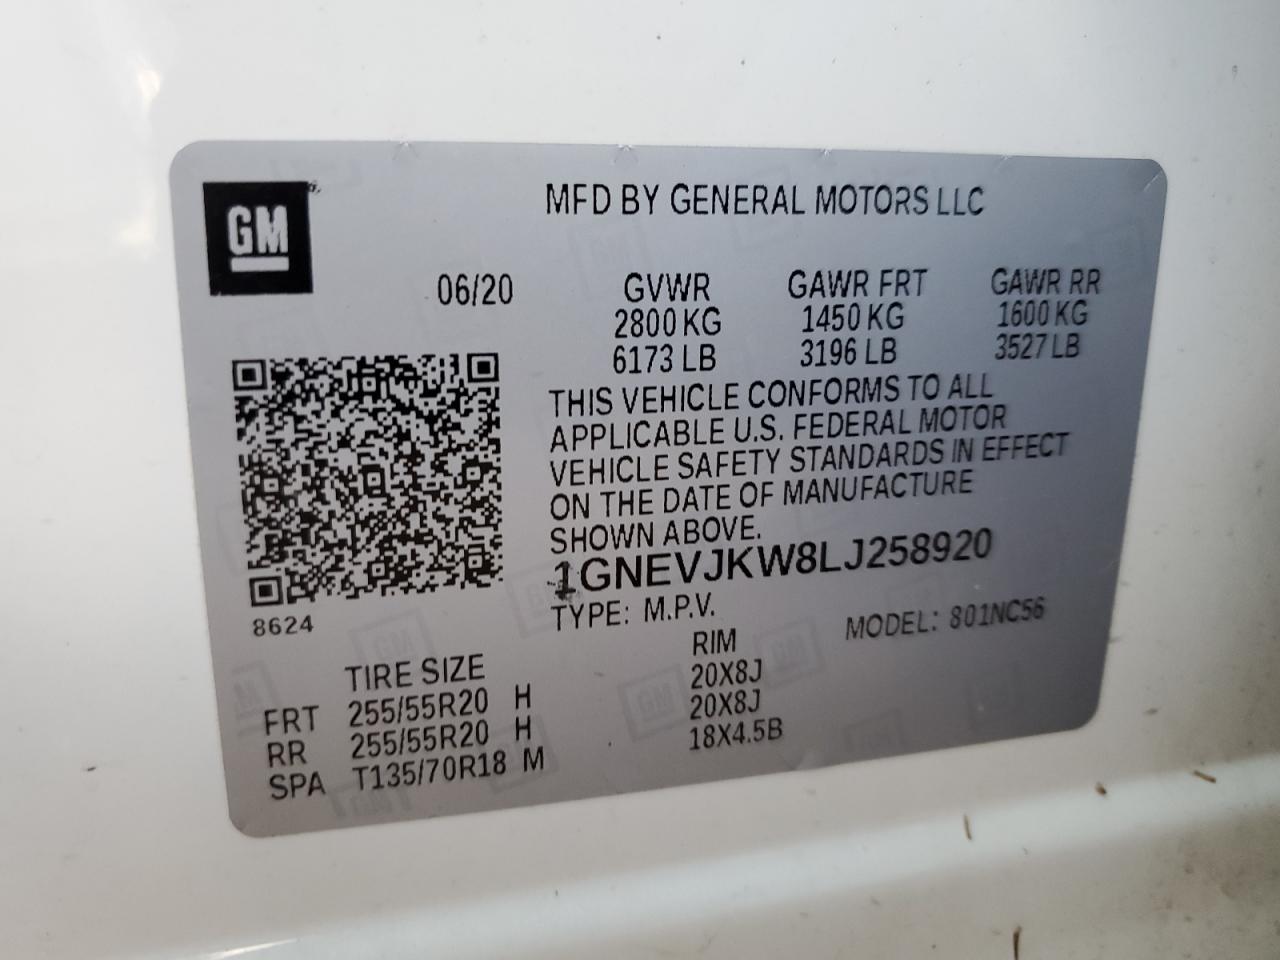 GM
MFD BY GENERAL MOTORS LLC
06/20
GVWR GAWR FRT GAWR RR
2800 KG 1450 KG 1600 KG
6173 LB 3196 LB 3527 LB
THIS VEHICLE CONFORMS TO ALL
APPLICABLE U.S. FEDERAL MOTOR
VEHICLE SAFETY STANDARDS IN EFFECT
ON THE DATE OF MANUFACTURE
SHOWN ABOVE.
1GNEVJKW8LJ258920
8624
TYPE: M.P.V. MODEL: 801NC56
TIRE SIZE RIM
FRT 255/55R20 H 20X8J
RR 255/55R20 H 20X8J
SPA T135/70R18 M 18X4.5B